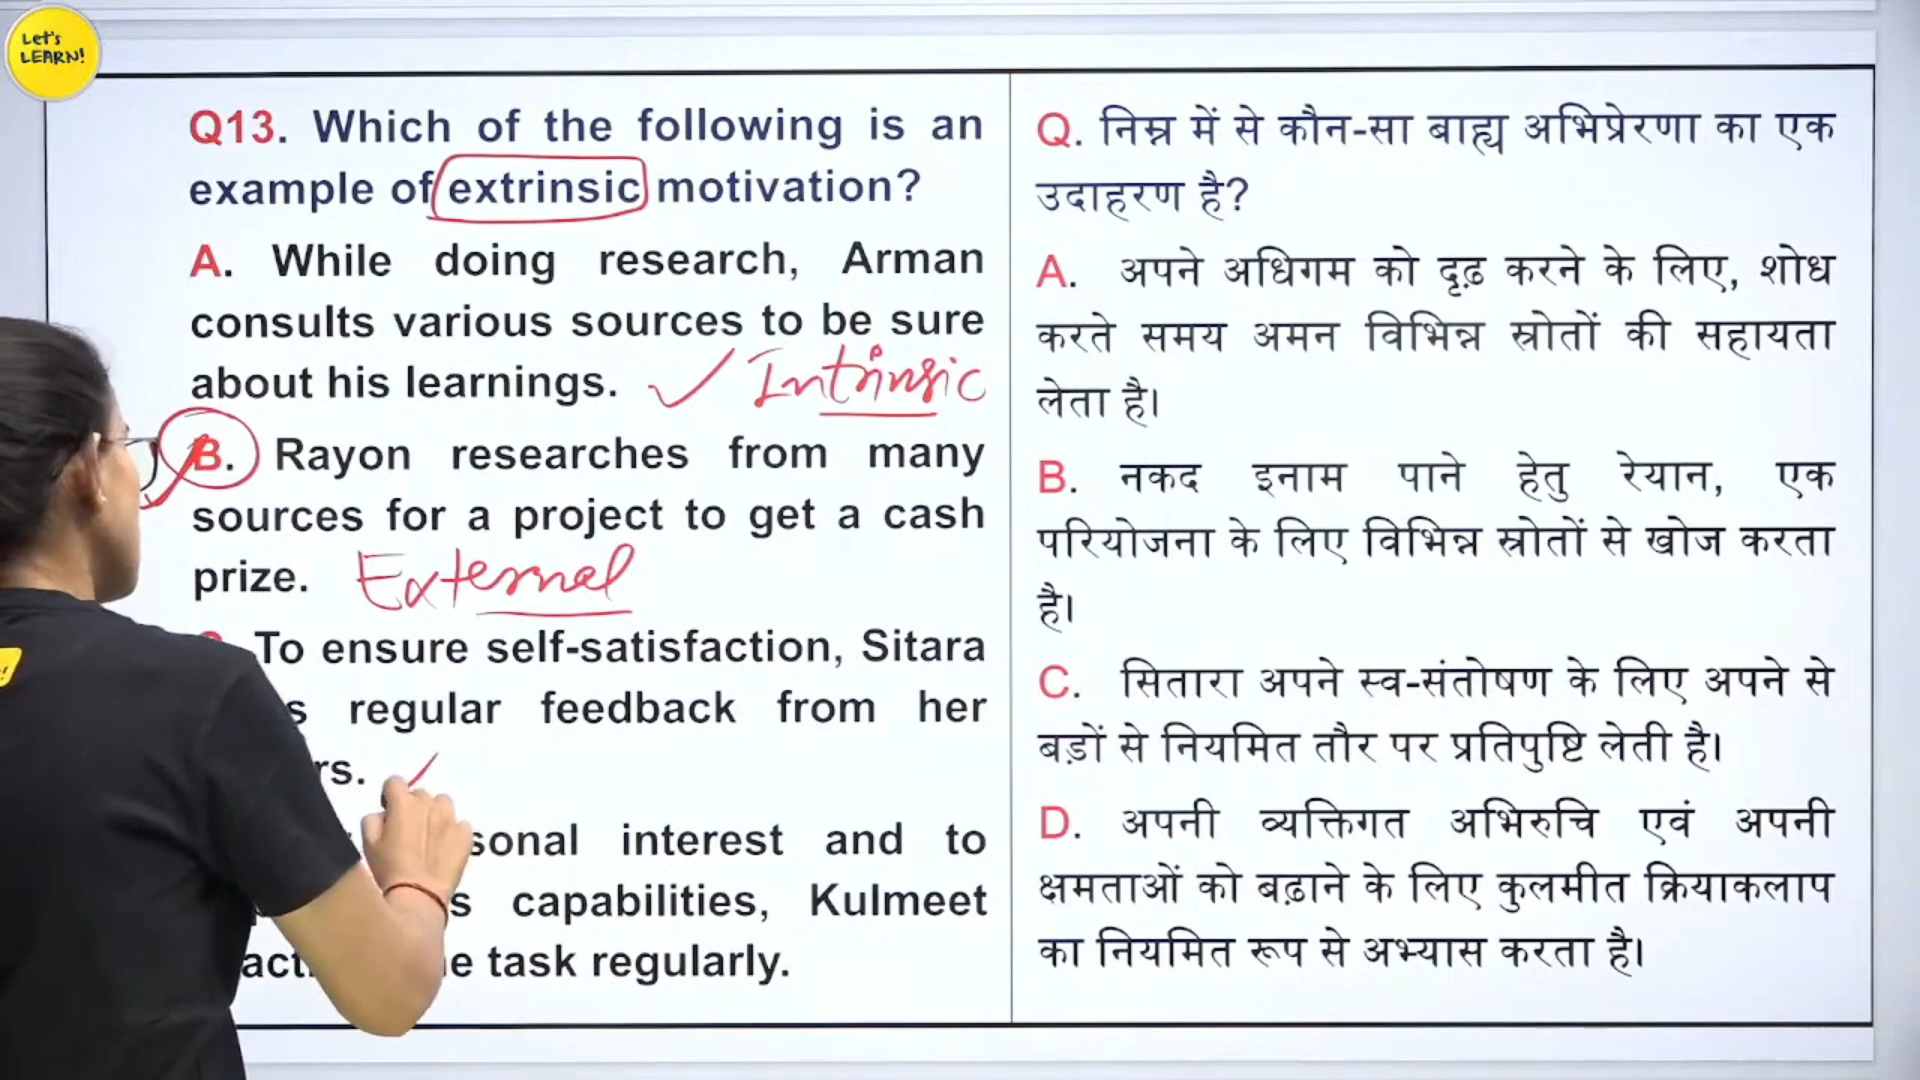 Let's
LEARN!
Q13. Which of the following is an
example of extrinsic motivation?
A. While doing research, Arman
consults various sources to be sure
about his learnings. Intrinsic
B. Rayon researches from many
sources for a project to get a cash
prize. External
To ensure self-satisfaction, Sitara
regular feedback from her
interest and to
capabilities, Kulmeet
task regularly.
Q. निम्न में से कौन-सा बाह्य अभिप्रेरणा का एक
उदाहरण है?
A. अपने अधिगम को दृढ़ करने के लिए, शोध
करते समय अमन विभिन्न स्रोतों की सहायता
लेता है।
B. नकद इनाम पाने हेतु रेयान, एक
परियोजना के लिए विभिन्न स्रोतों से खोज करता
है।
C. सितारा अपने स्व-संतोषण के लिए अपने से
बड़ों से नियमित तौर पर प्रतिपुष्टि लेती है।
D. अपनी व्यक्तिगत अभिरुचि एवं अपनी
क्षमताओं को बढ़ाने के लिए कुलमीत क्रियाकलाप
का नियमित रूप से अभ्यास करता है।